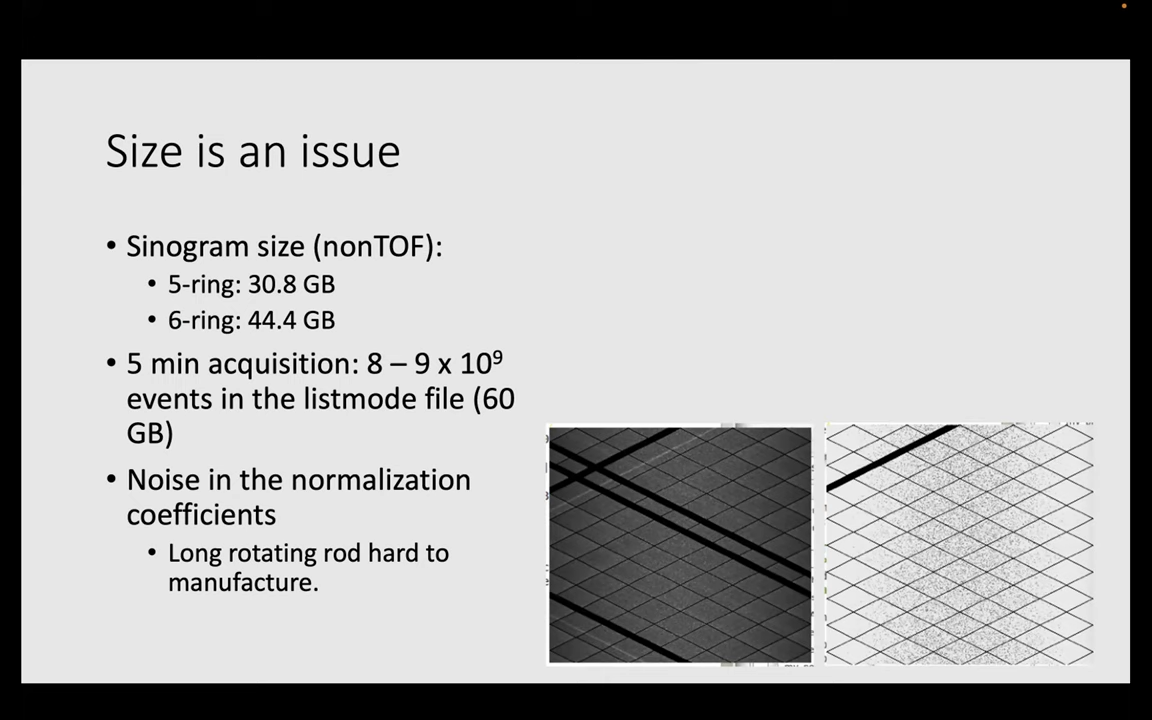 Size is an issue
• Sinogram size (nonTOF):
• 5-ring: 30.8 GB
• 6-ring: 44.4 GB
• 5 min acquisition: 8 – 9 x 10⁹
events in the listmode file (60
GB)
• Noise in the normalization
coefficients
• Long rotating rod hard to
manufacture.